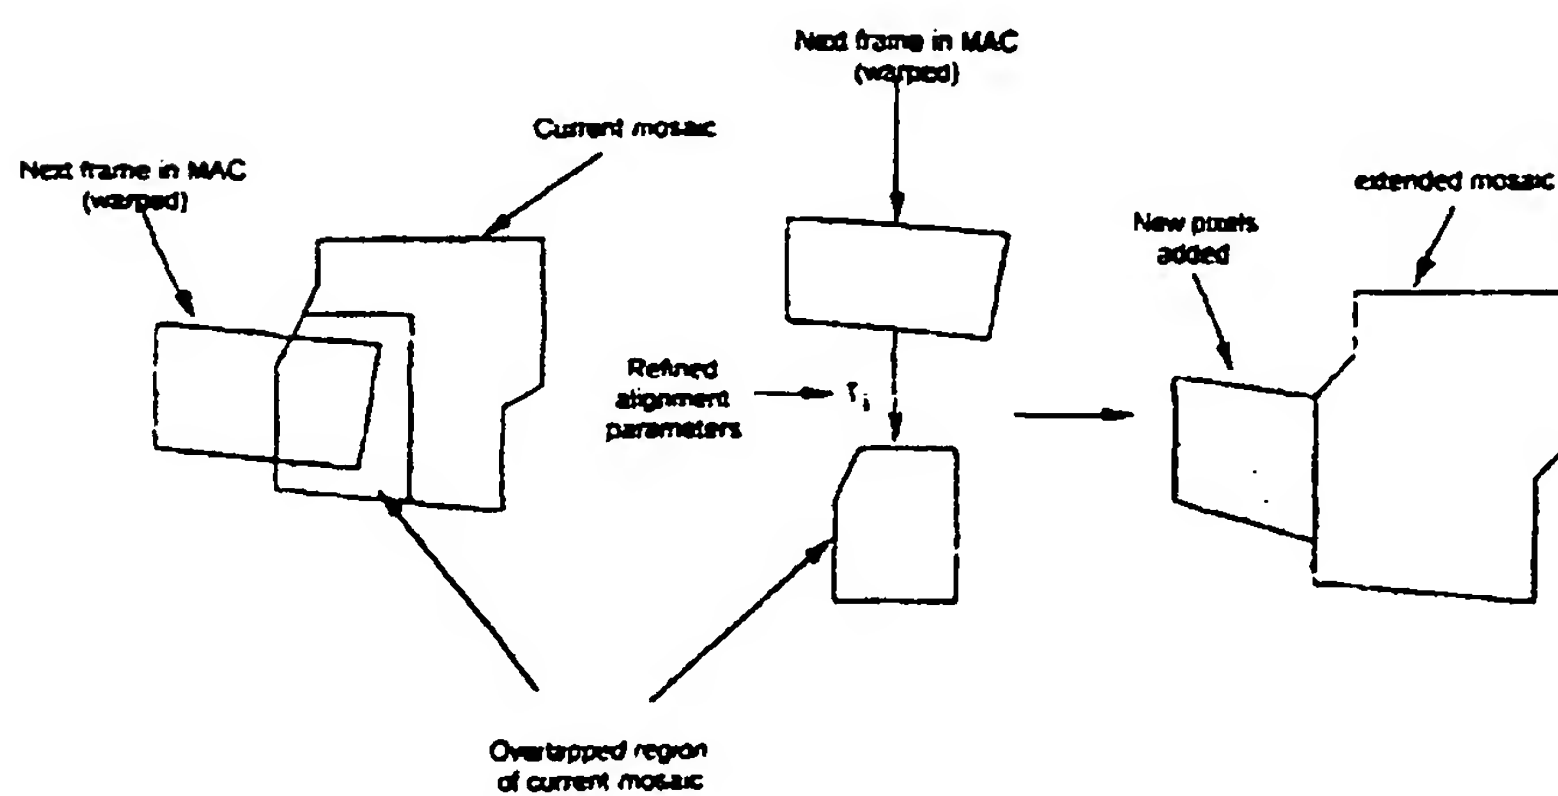 Next frame in MAC
(warped)
Current mosaic
Next frame in MAC
(warped)
extended mosaic
New pixels
added
Refined
alignment
parameters
Overlapped region
of current mosaic